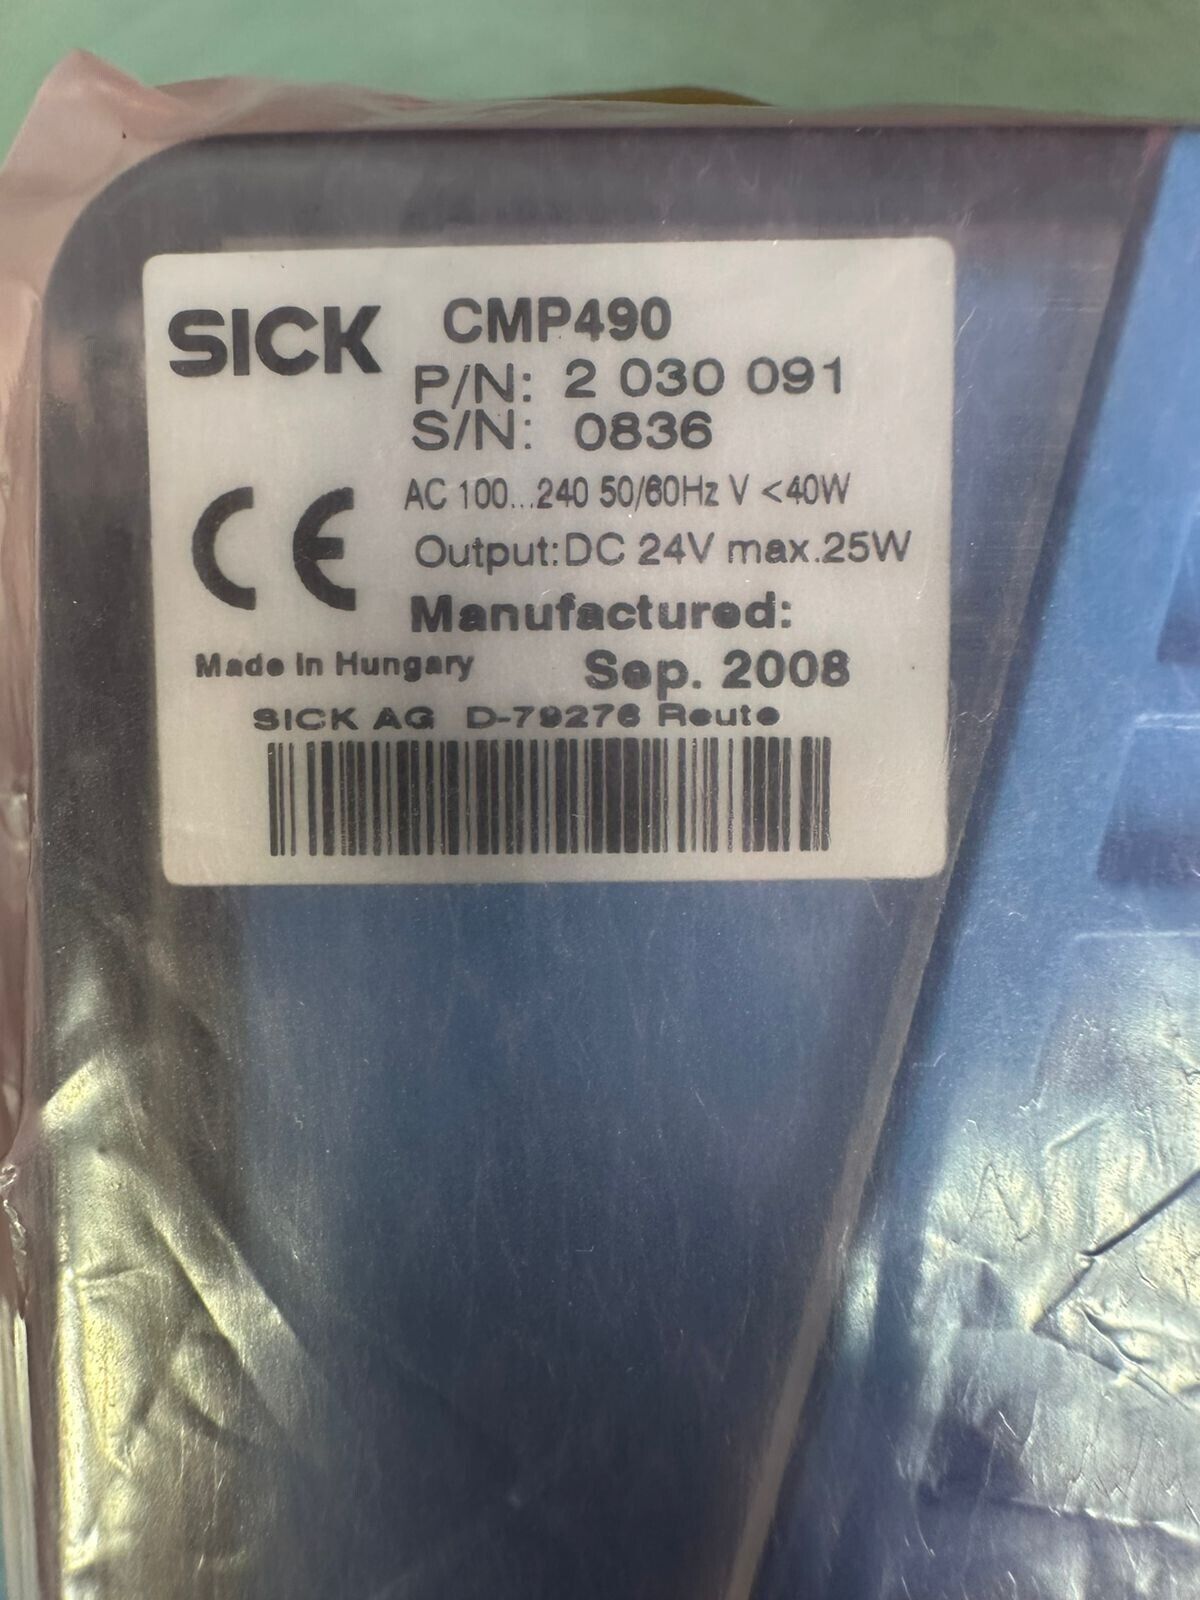 SICK CMP490
P/N: 2 030 091
S/N: 0836
CE
AC 100...240 50/60Hz V <40W
Output:DC 24V max.25W
Manufactured:
Made in Hungary Sep. 2008
SICK AG D-79276 Reute